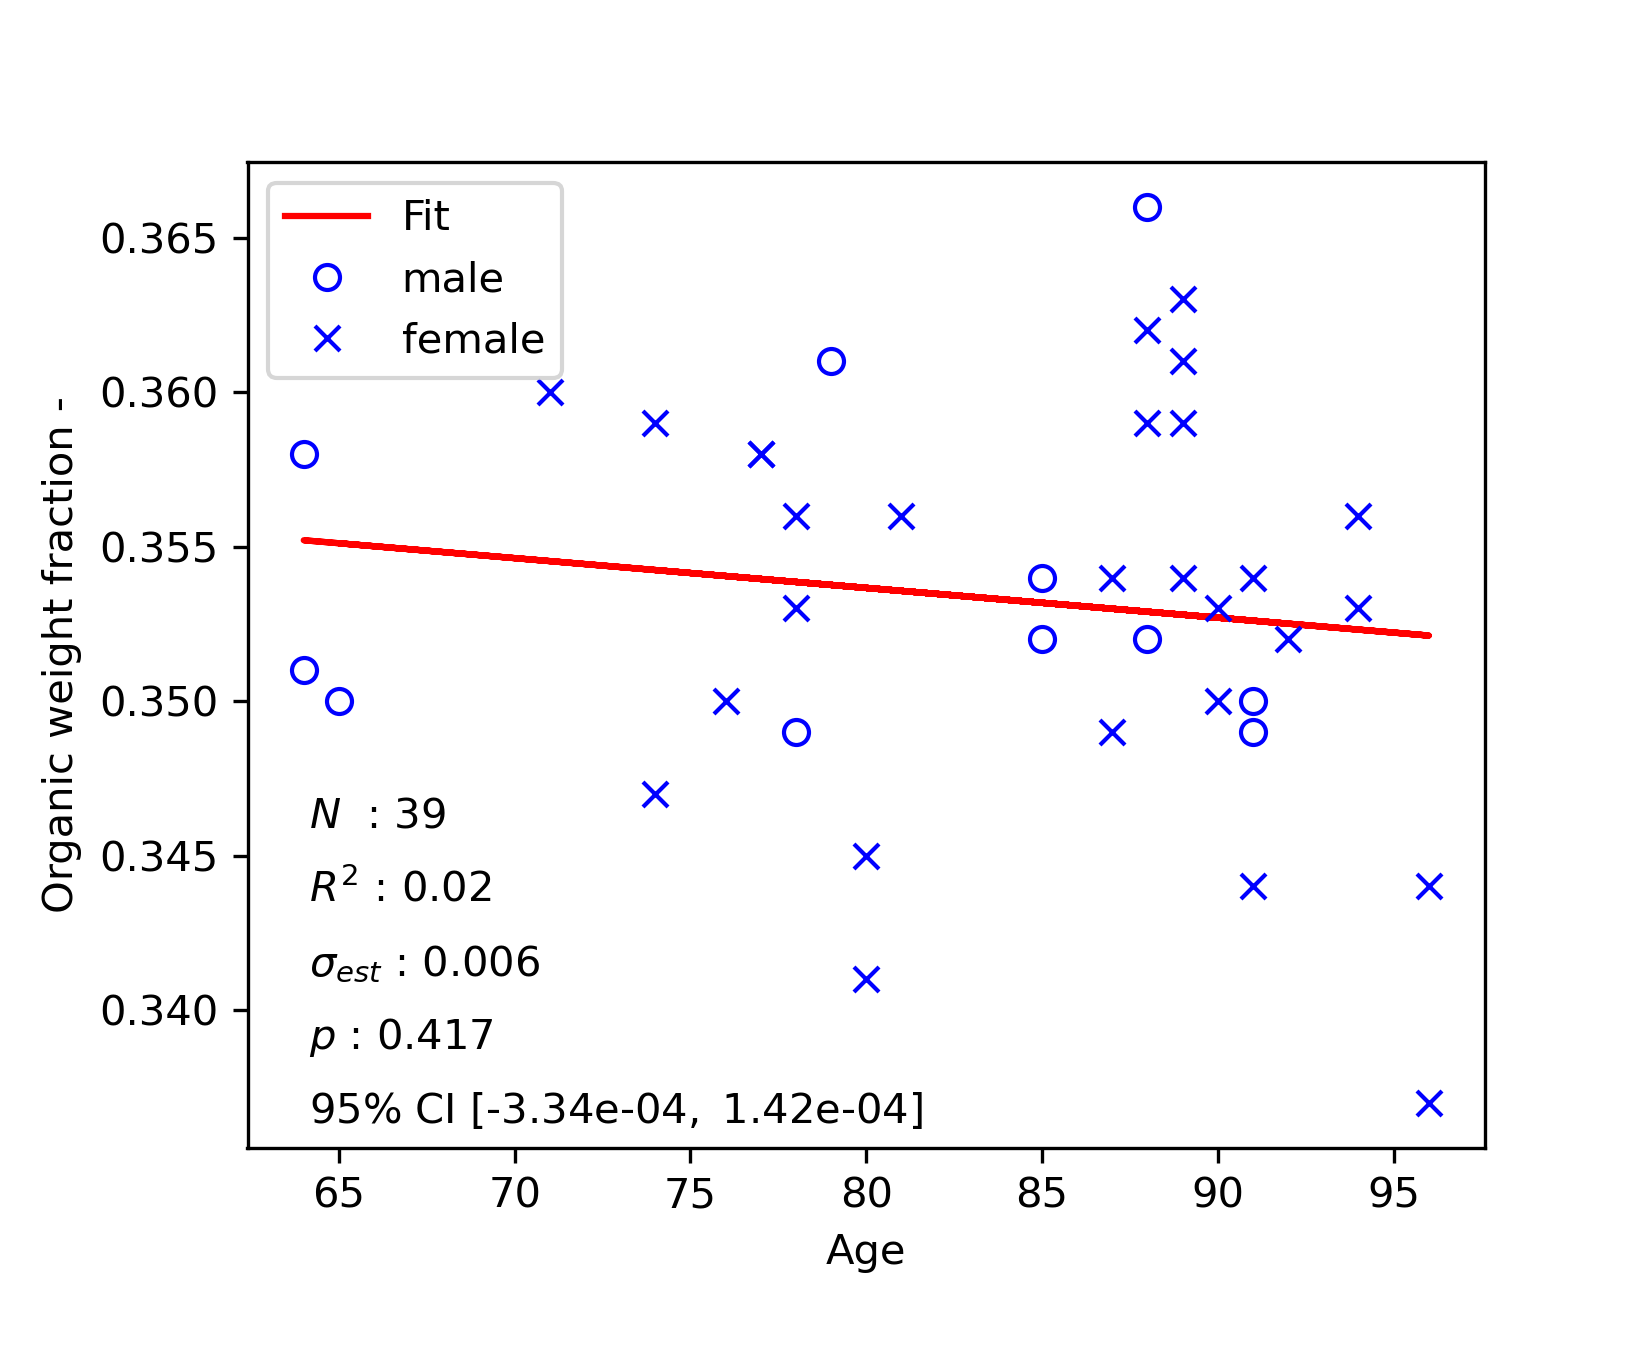 Fit
male
female
0.365
0.360
0.355
0.350
0.345
0.340
Organic weight fraction -
N : 39
R² : 0.02
σest : 0.006
p : 0.417
95% CI [-3.34e-04, 1.42e-04]
65 70 75 80 85 90 95
Age